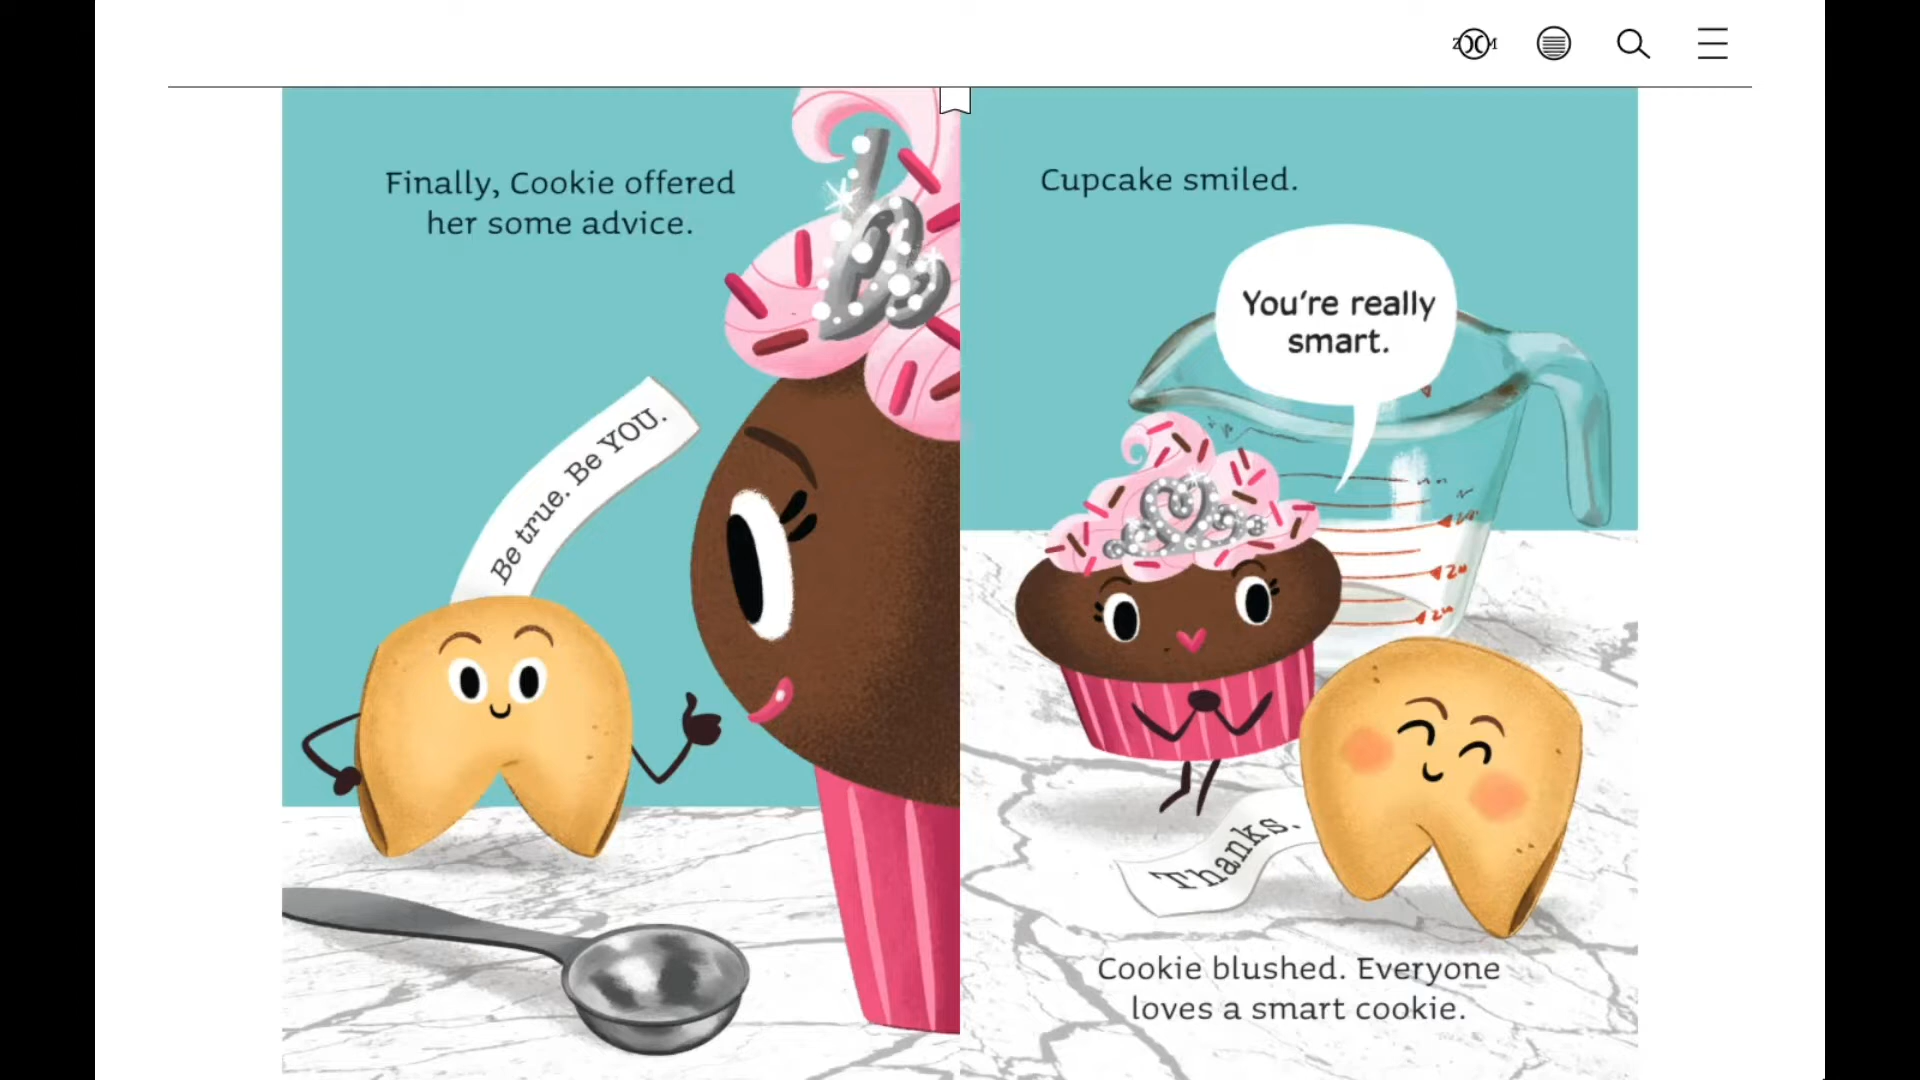 ZOOM
Finally, Cookie offered
her some advice.
Be true. Be YOU.
Cupcake smiled.
You're really
smart.
Thanks.
Cookie blushed. Everyone
loves a smart cookie.